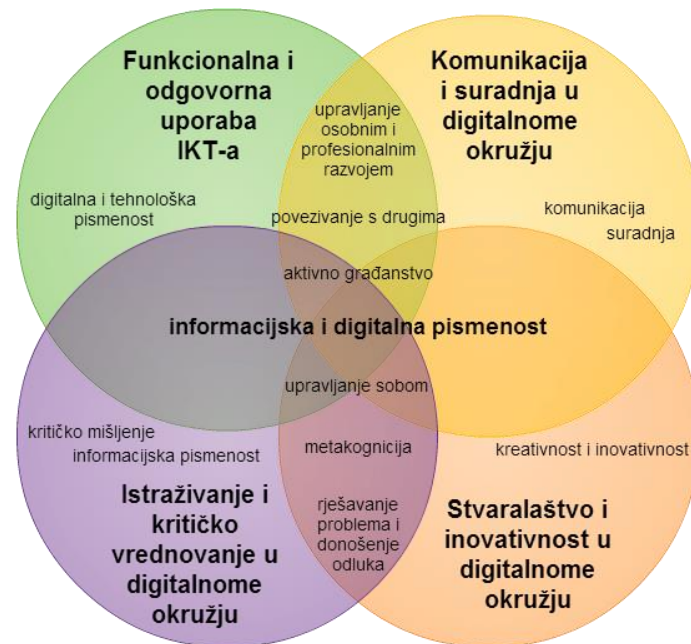 Funkcionalna i
odgovorna
uporaba
IKT-a
Komunikacija
i suradnja u
digitalnome
okružju
upravljanje
osobnim i
profesionalnim
razvojem
digitalna i tehnološka
pismenost
povezivanje s drugima
komunikacija
suradnja
aktivno građanstvo
informacijska i digitalna pismenost
upravljanje sobom
kritičko mišljenje
informacijska pismenost
metakognicija
kreativnost i inovativnost
Istraživanje i
kritičko
vrednovanje u
digitalnome
okružju
rješavanje
problema i
donošenje
odluka
Stvaralaštvo i
inovativnost u
digitalnome
okružju